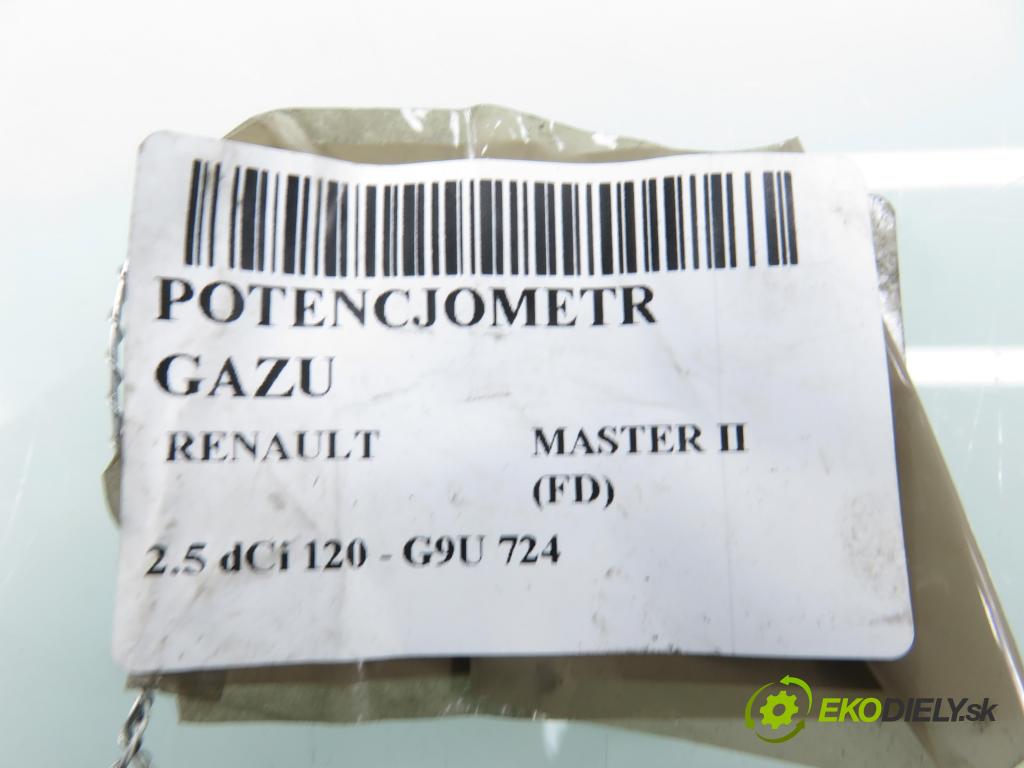 POTENCJOMETR
GAZU
RENAULT MASTER II
(FD)
2.5 dCi 120 - G9U 724
EKODIELY.sk